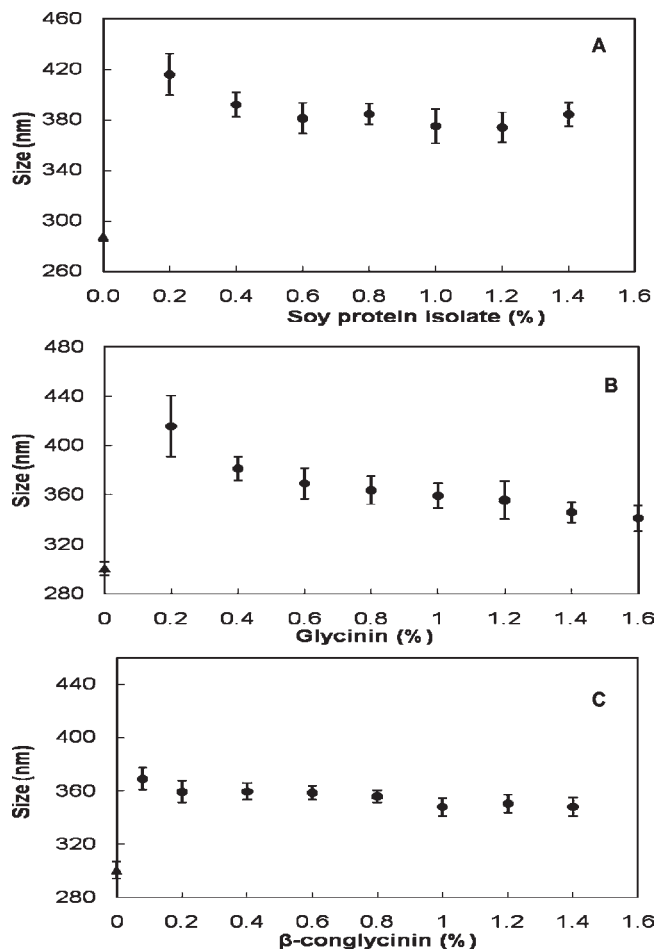 460
A
420
380
340
300
260
Size (nm)
0.0 0.2 0.4 0.6 0.8 1.0 1.2 1.4 1.6
Soy protein isolate (%)
480
B
440
400
360
320
280
Size (nm)
0 0.2 0.4 0.6 0.8 1 1.2 1.4 1.6
Glycinin (%)
440
C
400
360
320
280
Size (nm)
0 0.2 0.4 0.6 0.8 1 1.2 1.4 1.6
β-conglycinin (%)